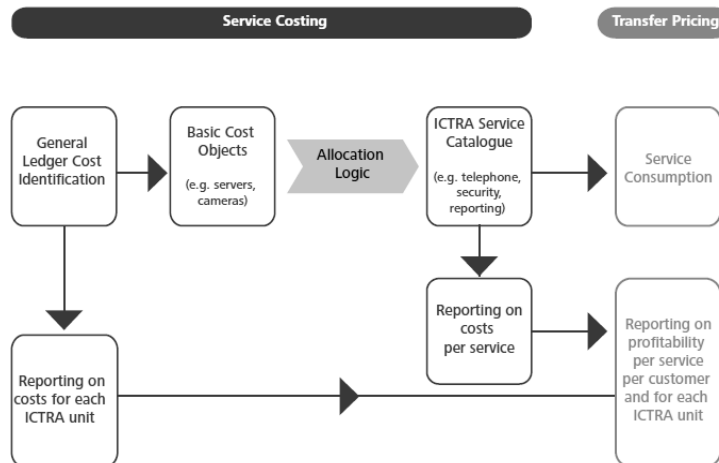 Service Costing
Transfer Pricing
General
Ledger Cost
Identification
Basic Cost
Objects
(e.g. servers,
cameras)
Allocation
Logic
ICTRA Service
Catalogue
(e.g. telephone,
security,
reporting)
Service
Consumption
Reporting on
costs
per service
Reporting on
costs for each
ICTRA unit
Reporting on
profitability
per service
per customer
and for each
ICTRA unit